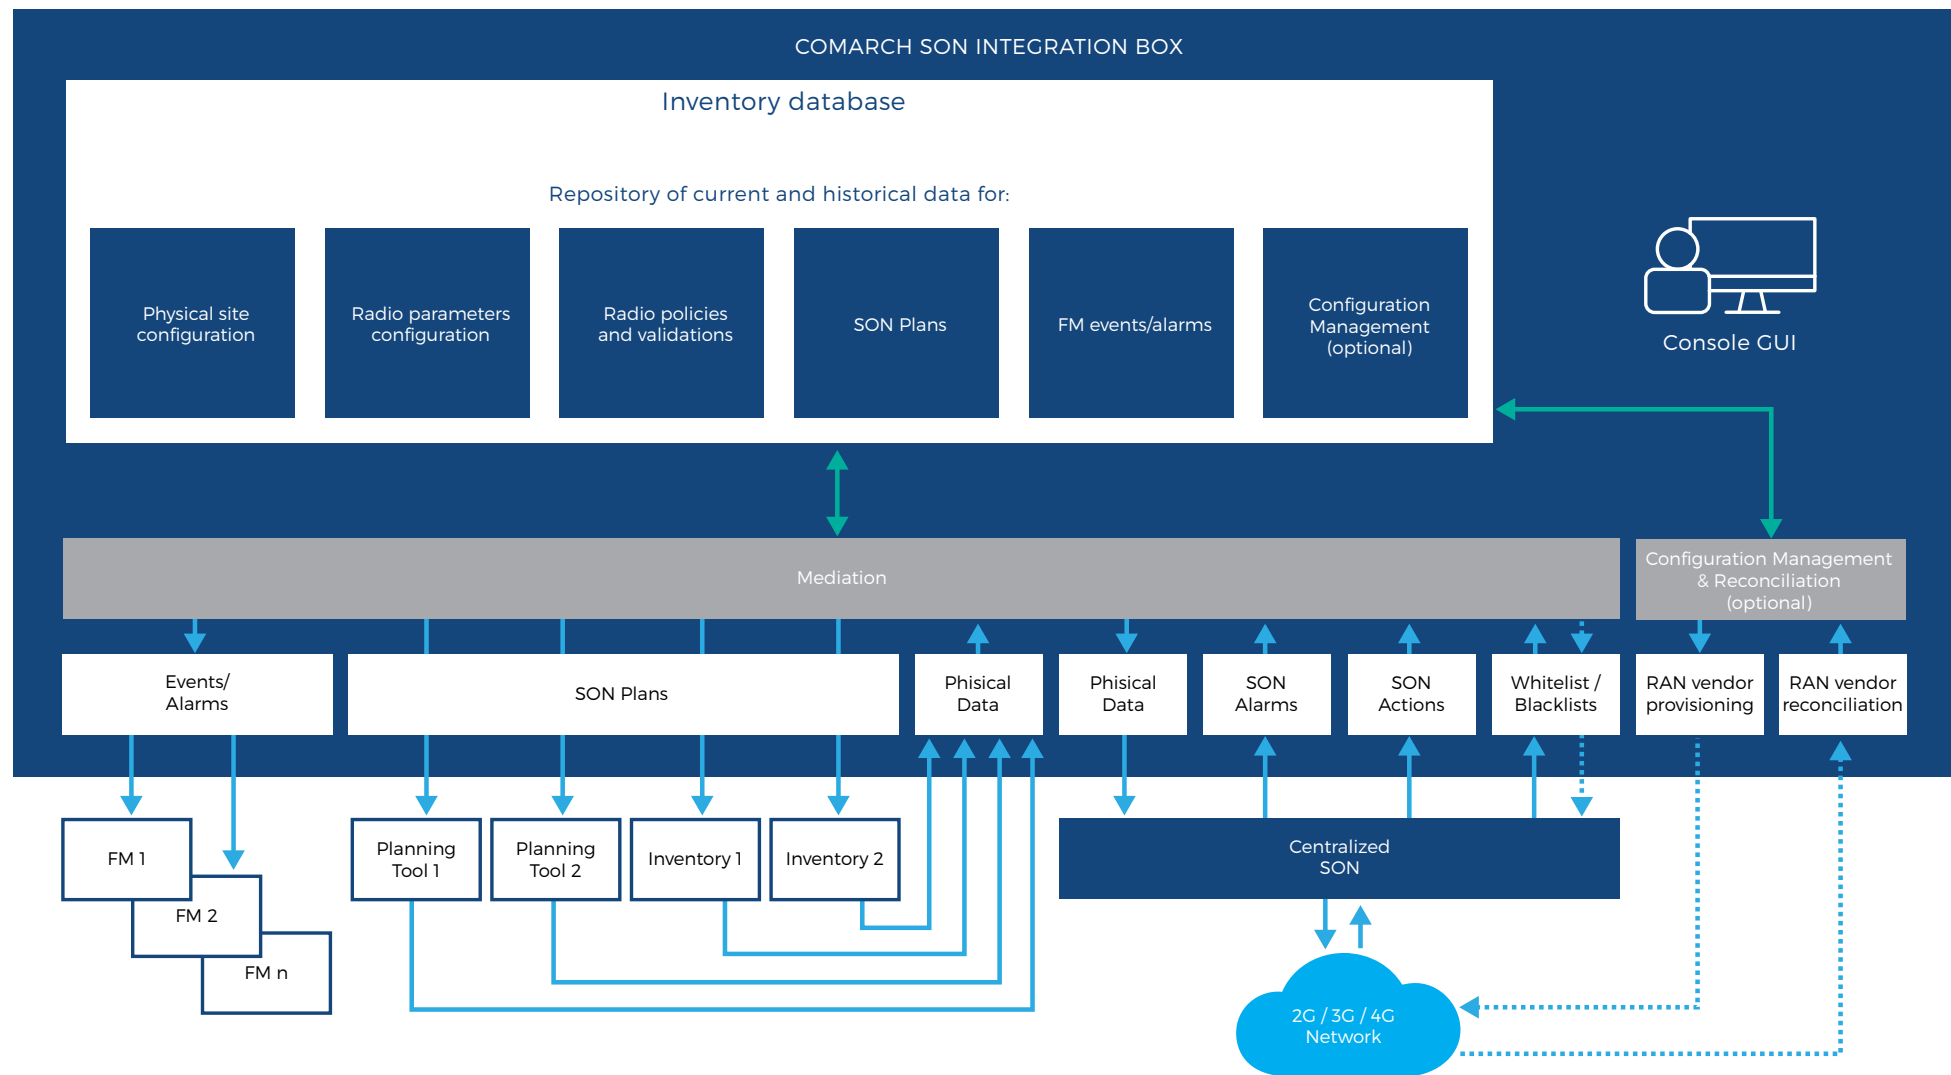 COMARCH SON INTEGRATION BOX
Inventory database
Repository of current and historical data for:
Physical site
configuration
Radio parameters
configuration
Radio policies
and validations
SON Plans
FM events/alarms
Configuration
Management
(optional)
Console GUI
Mediation
Configuration Management
& Reconciliation
(optional)
Events/
Alarms
SON Plans
Phisical
Data
Phisical
Data
SON
Alarms
SON
Actions
Whitelist /
Blacklists
RAN vendor
provisioning
RAN vendor
reconciliation
FM 1
FM 2
FM n
Planning
Tool 1
Planning
Tool 2
Inventory 1
Inventory 2
Centralized
SON
2G / 3G / 4G
Network